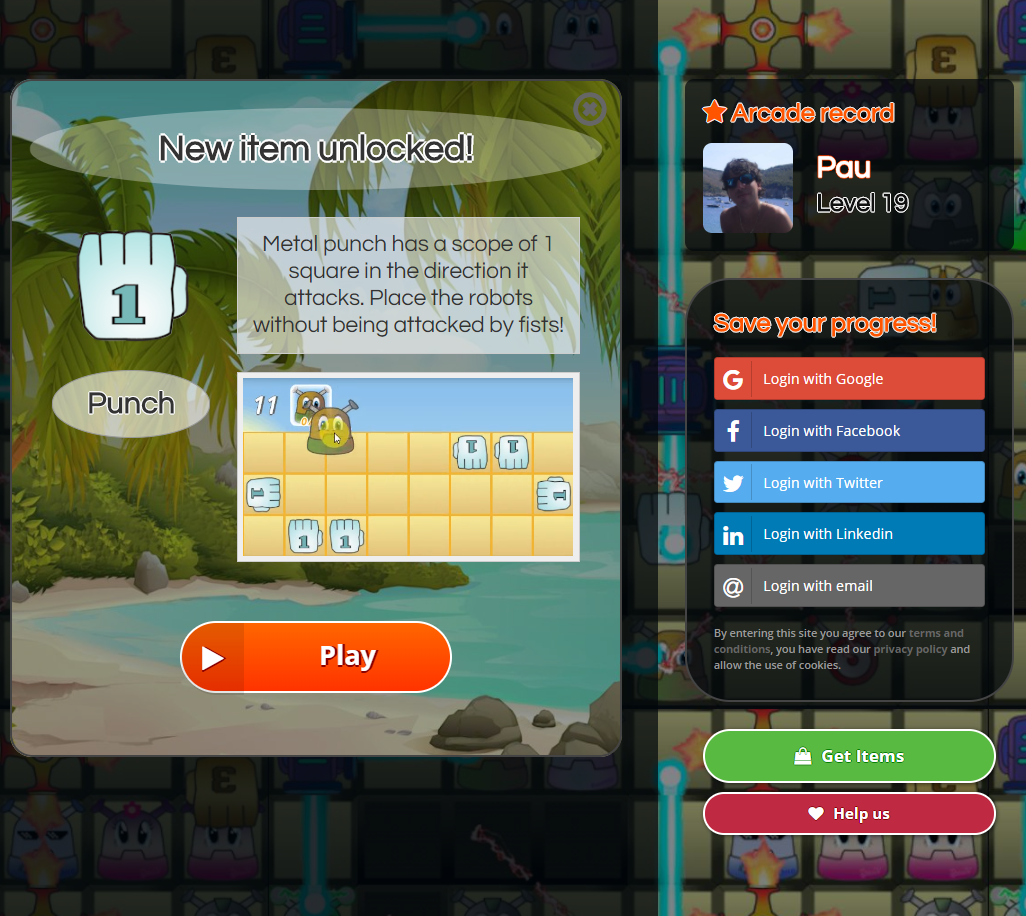 New item unlocked!
1
Metal punch has a scope of 1
square in the direction it
attacks. Place the robots
without being attacked by fists!
Punch
11
1
1
1
1
1
1
Play
3
Arcade record
Pau
Level 19
1
Save your progress!
Login with Google
Login with Facebook
Login with Twitter
Login with Linkedin
@ Login with email
By entering this site you agree to our terms and
conditions, you have read our privacy policy and
allow the use of cookies.
Get Items
Help us
3
3